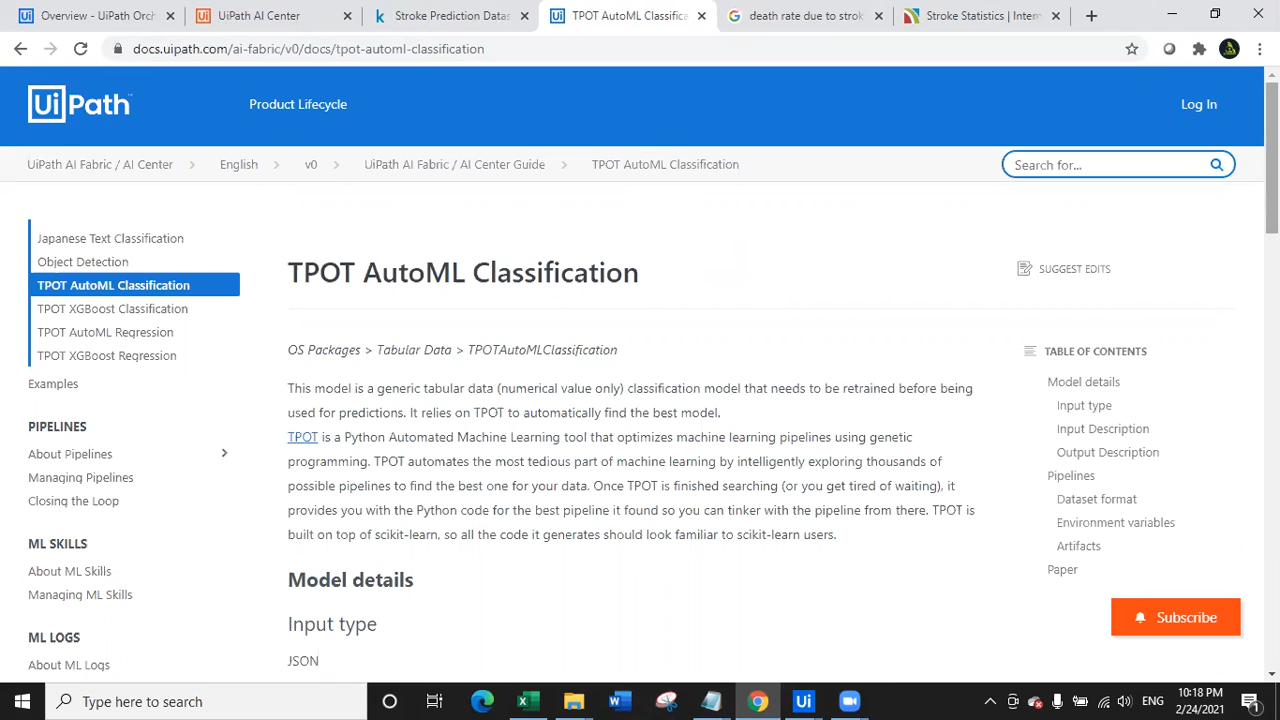 Overview - UiPath Orch
UiPath AI Center
Stroke Prediction Datas
TPOT AutoML Classific
death rate due to strok
Stroke Statistics | Inter
docs.uipath.com/ai-fabric/v0/docs/tpot-automl-classification
UiPath
Product Lifecycle
Log In
UiPath AI Fabric / AI Center
English
v0
UiPath AI Fabric / AI Center Guide
TPOT AutoML Classification
Search for...
Japanese Text Classification
Object Detection
TPOT AutoML Classification
TPOT XGBoost Classification
TPOT AutoML Regression
TPOT XGBoost Regression
Examples
PIPELINES
About Pipelines
Managing Pipelines
Closing the Loop
ML SKILLS
About ML Skills
Managing ML Skills
ML LOGS
About ML Logs
TPOT AutoML Classification
SUGGEST EDITS
OS Packages > Tabular Data > TPOTAutoMLClassification
This model is a generic tabular data (numerical value only) classification model that needs to be retrained before being
used for predictions. It relies on TPOT to automatically find the best model.
TPOT is a Python Automated Machine Learning tool that optimizes machine learning pipelines using genetic
programming. TPOT automates the most tedious part of machine learning by intelligently exploring thousands of
possible pipelines to find the best one for your data. Once TPOT is finished searching (or you get tired of waiting), it
provides you with the Python code for the best pipeline it found so you can tinker with the pipeline from there. TPOT is
built on top of scikit-learn, so all the code it generates should look familiar to scikit-learn users.
Model details
Input type
JSON
TABLE OF CONTENTS
Model details
Input type
Input Description
Output Description
Pipelines
Dataset format
Environment variables
Artifacts
Paper
Subscribe
Type here to search
ENG
10:18 PM
2/24/2021